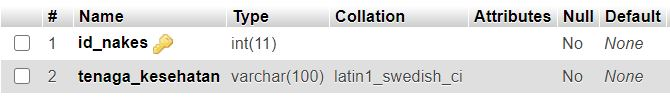 # Name Type Collation Attributes Null Default
1 id_nakes int(11) No None
2 tenaga_kesehatan varchar(100) latin1_swedish_ci No None